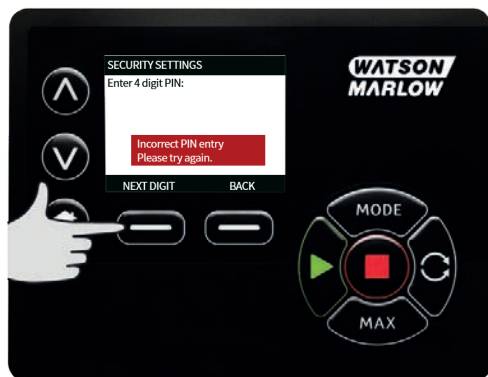 SECURITY SETTINGS
Enter 4 digit PIN:
Incorrect PIN entry
Please try again.
NEXT DIGIT BACK
WATSON
MARLOW
MODE
MAX